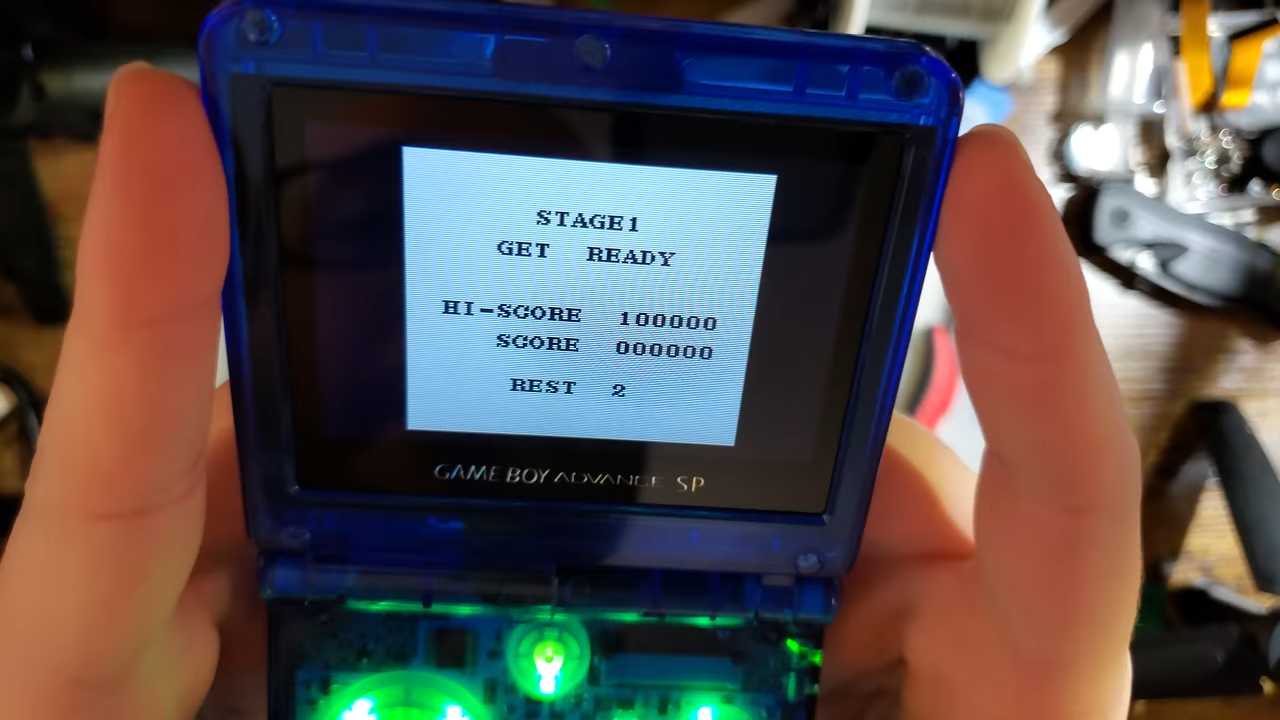 STAGE1
GET READY
HI-SCORE 100000
SCORE 000000
REST 2
GAME BOY ADVANCE SP